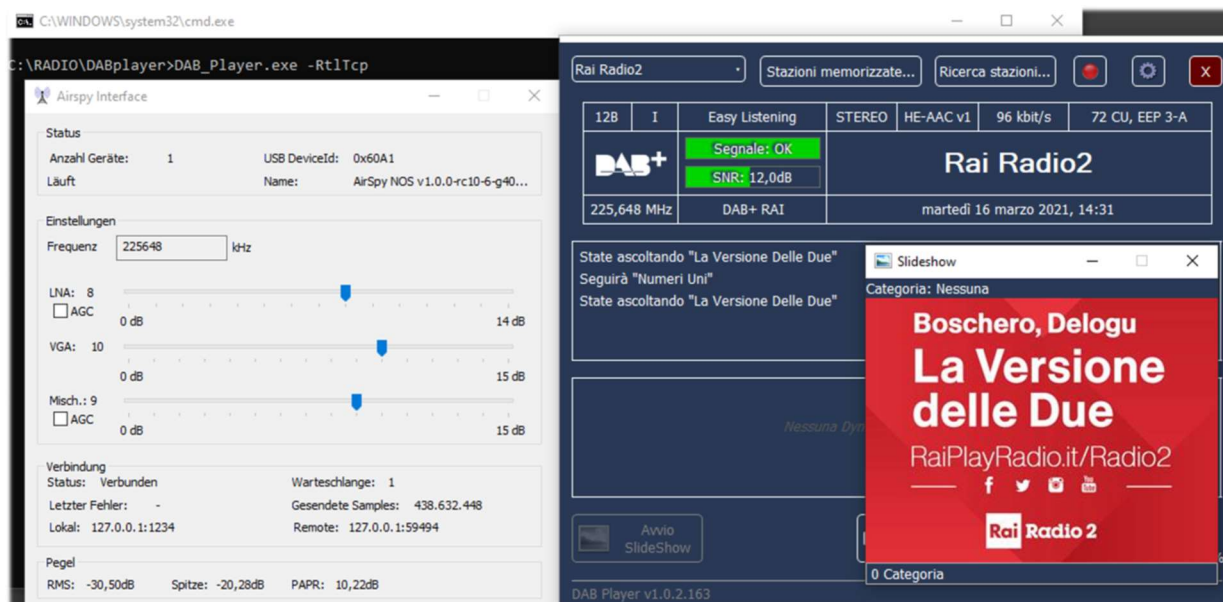 C:\WINDOWS\system32\cmd.exe
C:\RADIO\DABplayer>DAB_Player.exe -RtlTcp
Airspy Interface
Status
Anzahl Geräte: 1 USB DeviceId: 0x60A1
Läuft Name: AirSpy NOS v1.0.0-rc10-6-g40...
Einstellungen
Frequenz 225648 kHz
LNA: 8
AGC
0 dB 14 dB
VGA: 10
0 dB 15 dB
Misch.: 9
AGC
0 dB 15 dB
Verbindung
Status: Verbunden Warteschlange: 1
Letzter Fehler: - Gesendete Samples: 438.632.448
Lokal: 127.0.0.1:1234 Remote: 127.0.0.1:59494
Pegel
RMS: -30,50dB Spitze: -20,28dB PAPR: 10,22dB
Rai Radio2 Stazioni memorizzate... Ricerca stazioni... X
12B I Easy Listening STEREO HE-AAC v1 96 kbit/s 72 CU, EEP 3-A
DAB+ Segnale: OK Rai Radio2
SNR: 12,0dB
225,648 MHz DAB+ RAI martedì 16 marzo 2021, 14:31
State ascoltando "La Versione Delle Due"
Seguirà "Numeri Uni"
State ascoltando "La Versione Delle Due"
Nessuna Dyn
Avvio
SlideShow
DAB Player v1.0.2.163
Slideshow
Categoria: Nessuna
Boschero, Delogu
La Versione
delle Due
RaiPlayRadio.it/Radio2
You Tube
Rai Radio 2
0 Categoria